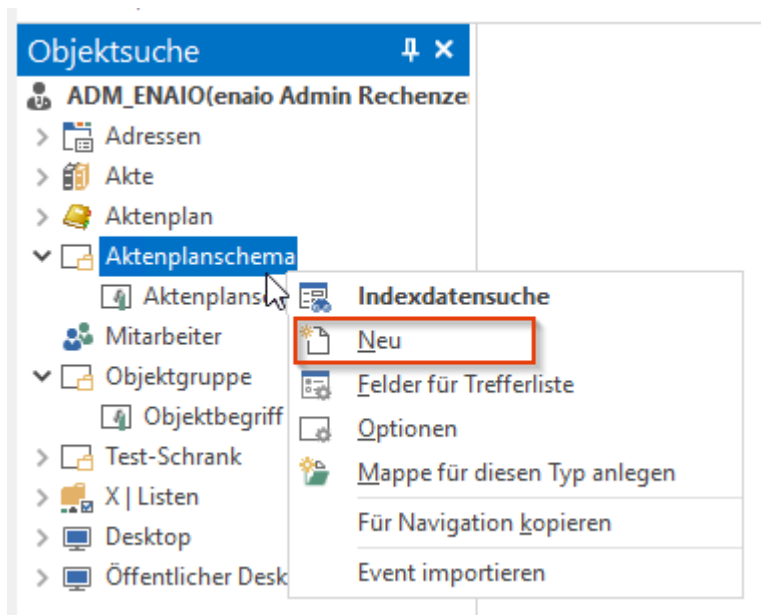 Objektsuche
ADM_ENAIO(enaio Admin Rechenze
Adressen
Akte
Aktenplan
Aktenplanschema
Aktenplans
Indexdatensuche
Mitarbeiter
Neu
Objektgruppe
Felder für Trefferliste
Objektbegriff
Optionen
Test-Schrank
Mappe für diesen Typ anlegen
X | Listen
Für Navigation kopieren
Desktop
Öffentlicher Desk
Event importieren